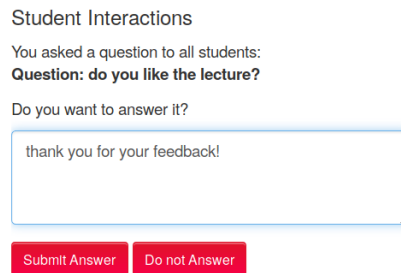 Student Interactions
You asked a question to all students:
Question: do you like the lecture?
Do you want to answer it?
thank you for your feedback!
Submit Answer Do not Answer